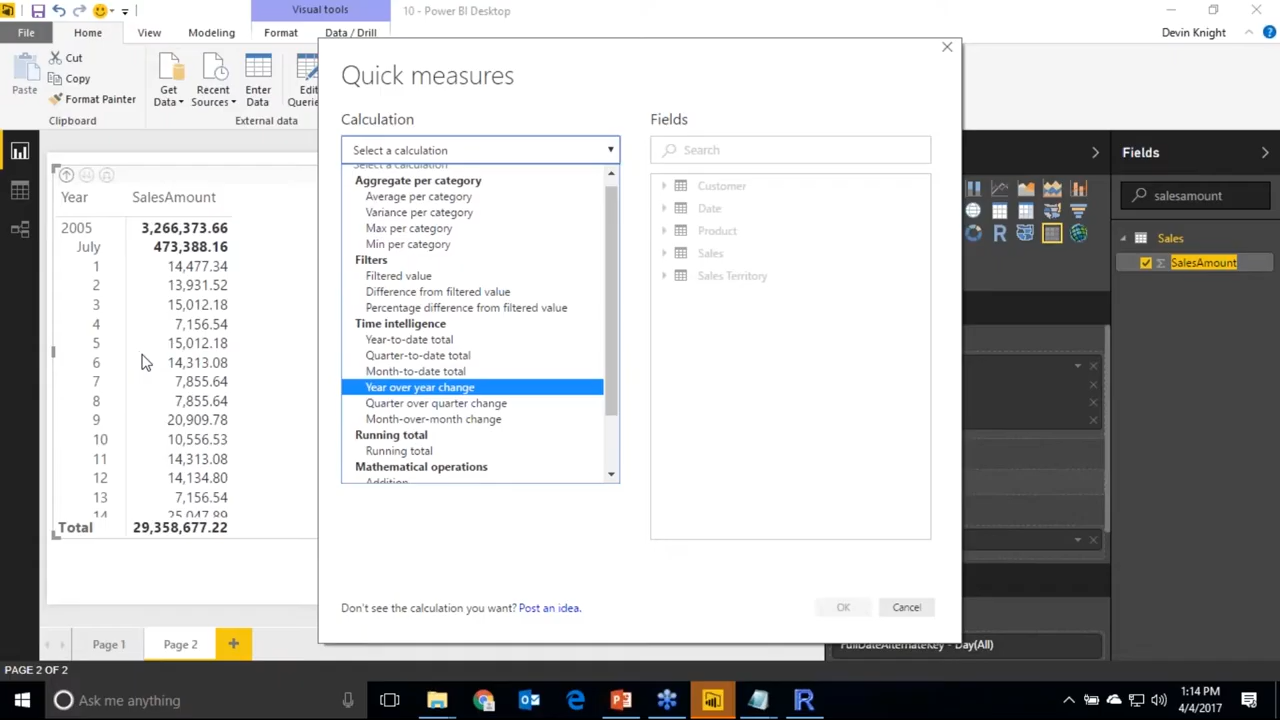 Visual tools
10 - Power BI Desktop
File
Home
View
Modeling
Format
Data / Drill
Devin Knight
Paste
Cut
Copy
Format Painter
Clipboard
Get Data
Recent Sources
Enter Data
Edit
Querie
External data
Year
SalesAmount
2005
3,266,373.66
July
473,388.16
1
14,477.34
2
13,931.52
3
15,012.18
4
7,156.54
5
15,012.18
6
14,313.08
7
7,855.64
8
7,855.64
9
20,909.78
10
10,556.53
11
14,313.08
12
14,134.80
13
7,156.54
14
25,047.89
Total
29,358,677.22
Quick measures
Calculation
Select a calculation
Select a calculation
Aggregate per category
Average per category
Variance per category
Max per category
Min per category
Filters
Filtered value
Difference from filtered value
Percentage difference from filtered value
Time intelligence
Year-to-date total
Quarter-to-date total
Month-to-date total
Year over year change
Quarter over quarter change
Month-over-month change
Running total
Running total
Mathematical operations
Addition
Fields
Search
Customer
Date
Product
Sales
Sales Territory
Don't see the calculation you want? Post an idea.
OK
Cancel
Fields
salesamount
Sales
SalesAmount
FullDateAlternateKey - Day(All)
Page 1
Page 2
PAGE 2 OF 2
Ask me anything
1:14 PM
4/4/2017